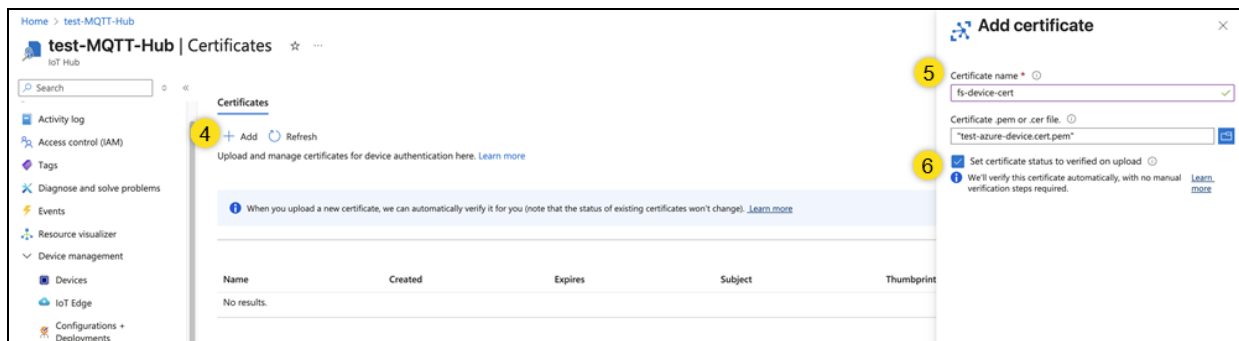 Home > test-MQTT-Hub
test-MQTT-Hub | Certificates
IoT Hub
Search
Activity log
Access control (IAM)
Tags
Diagnose and solve problems
Events
Resource visualizer
Device management
Devices
IoT Edge
Configurations +
Deployments
Certificates
4
Add
Refresh
Upload and manage certificates for device authentication here. Learn more
When you upload a new certificate, we can automatically verify it for you (note that the status of existing certificates won't change). Learn more
Name Created Expires Subject Thumbprint
No results.
Add certificate
5
Certificate name *
fs-device-cert
Certificate .pem or .cer file.
"test-azure-device.cert.pem"
6
Set certificate status to verified on upload
We'll verify this certificate automatically, with no manual Learn
verification steps required. more